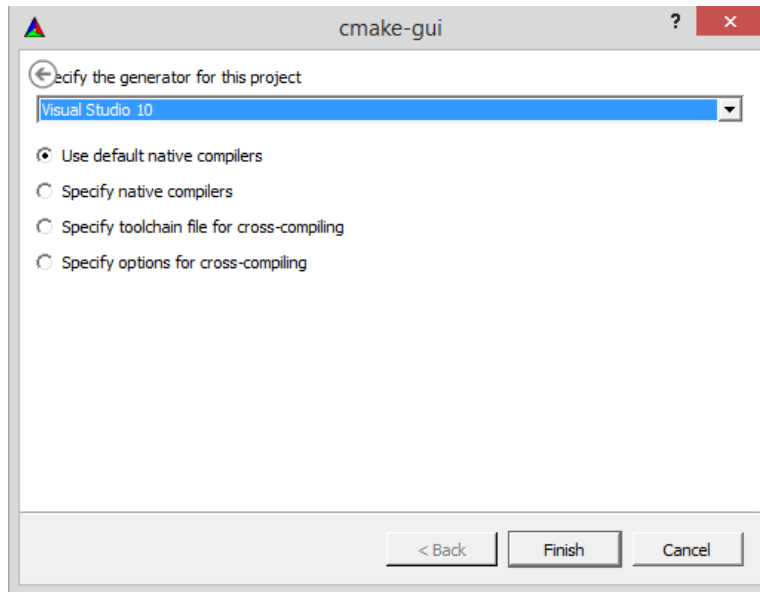 cmake-gui
?
ecify the generator for this project
Visual Studio 10
Use default native compilers
Specify native compilers
Specify toolchain file for cross-compiling
Specify options for cross-compiling
< Back Finish Cancel